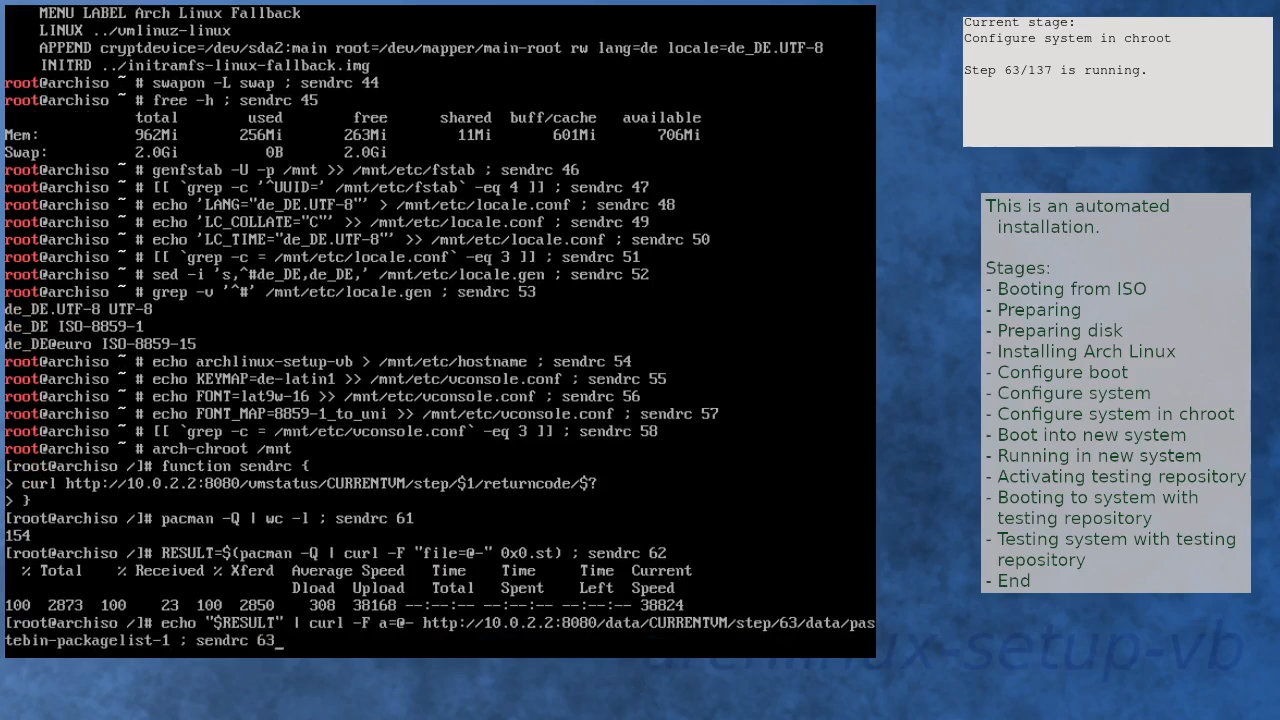 MENU LABEL Arch Linux Fallback
LINUX ../vmlinuz-linux
APPEND cryptdevice=/dev/sda2:main root=/dev/mapper/main-root rw lang=de locale=de_DE.UTF-8
INITRD ../initramfs-linux-fallback.img
root@archiso ~ # swapon -L swap ; sendrc 44
root@archiso ~ # free -h ; sendrc 45
total used free shared buff/cache available
Mem: 962Mi 256Mi 263Mi 11Mi 601Mi 706Mi
Swap: 2.0Gi 0B 2.0Gi
root@archiso ~ # genfstab -U -p /mnt >> /mnt/etc/fstab ; sendrc 46
root@archiso ~ # [[ `grep -c '^UUID=' /mnt/etc/fstab` -eq 4 ]] ; sendrc 47
root@archiso ~ # echo 'LANG="de_DE.UTF-8"' > /mnt/etc/locale.conf ; sendrc 48
root@archiso ~ # echo 'LC_COLLATE="C"' >> /mnt/etc/locale.conf ; sendrc 49
root@archiso ~ # echo 'LC_TIME="de_DE.UTF-8"' >> /mnt/etc/locale.conf ; sendrc 50
root@archiso ~ # [[ `grep -c = /mnt/etc/locale.conf` -eq 3 ]] ; sendrc 51
root@archiso ~ # sed -i 's,^#de_DE,de_DE,' /mnt/etc/locale.gen ; sendrc 52
root@archiso ~ # grep -v '^#' /mnt/etc/locale.gen ; sendrc 53
de_DE.UTF-8 UTF-8
de_DE ISO-8859-1
de_DE@euro ISO-8859-15
root@archiso ~ # echo archlinux-setup-vb > /mnt/etc/hostname ; sendrc 54
root@archiso ~ # echo KEYMAP=de-latin1 >> /mnt/etc/vconsole.conf ; sendrc 55
root@archiso ~ # echo FONT=lat9w-16 >> /mnt/etc/vconsole.conf ; sendrc 56
root@archiso ~ # echo FONT_MAP=8859-1_to_uni >> /mnt/etc/vconsole.conf ; sendrc 57
root@archiso ~ # [[ `grep -c = /mnt/etc/vconsole.conf` -eq 3 ]] ; sendrc 58
root@archiso ~ # arch-chroot /mnt
[root@archiso /]# function sendrc {
> curl http://10.0.2.2:8080/vmstatus/CURRENTVM/step/$1/returncode/$?
> }
[root@archiso /]# pacman -Q | wc -l ; sendrc 61
154
[root@archiso /]# RESULT=$(pacman -Q | curl -F "file=@-" 0x0.st) ; sendrc 62
% Total % Received % Xferd Average Speed Time Time Time Current
Dload Upload Total Spent Left Speed
100 2873 100 23 100 2850 308 38168 --:--:-- --:--:-- --:--:-- 38824
[root@archiso /]# echo "$RESULT" | curl -F a=@- http://10.0.2.2:8080/data/CURRENTVM/step/63/data/pas
tebin-packagelist-1 ; sendrc 63_
Current stage:
Configure system in chroot
Step 63/137 is running.
This is an automated
installation.
Stages:
- Booting from ISO
- Preparing
- Preparing disk
- Installing Arch Linux
- Configure boot
- Configure system
- Configure system in chroot
- Boot into new system
- Running in new system
- Activating testing repository
- Booting to system with
testing repository
- Testing system with testing
repository
- End
archlinux-setup-vb